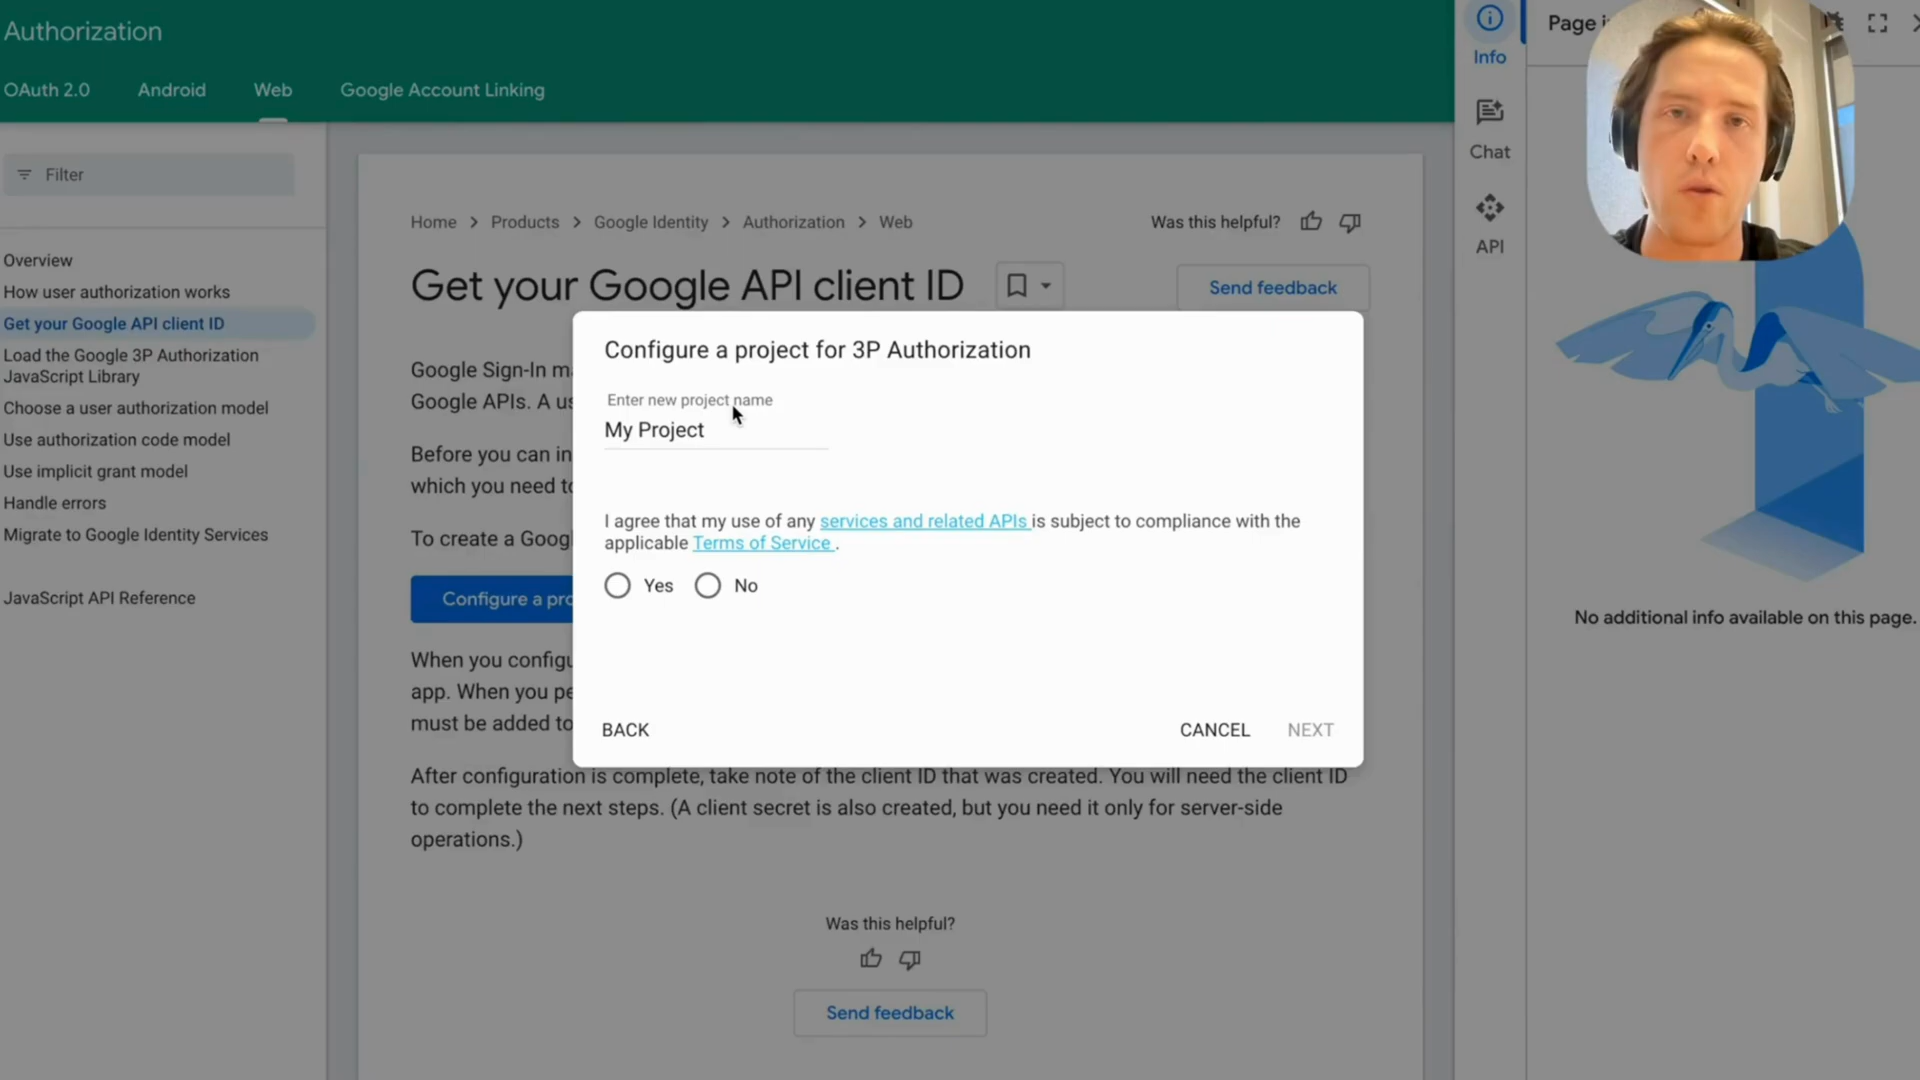 Authorization
OAuth 2.0
Android
Web
Google Account Linking
Filter
Overview
How user authorization works
Get your Google API client ID
Load the Google 3P Authorization
JavaScript Library
Choose a user authorization model
Use authorization code model
Use implicit grant model
Handle errors
Migrate to Google Identity Services
JavaScript API Reference
Home > Products > Google Identity > Authorization > Web
Was this helpful?
Get your Google API client ID
Send feedback
Google Sign-In
Google APIs. A
Before you can
which you need
To create a
Configure a
When you
app. When you
must be added
After configuration is complete, take note of the client ID that was created. You will need the client ID
to complete the next steps. (A client secret is also created, but you need it only for server-side
operations.)
Was this helpful?
Send feedback
Configure a project for 3P Authorization
Enter new project name
My Project
I agree that my use of any services and related APIs is subject to compliance with the
applicable Terms of Service .
Yes
No
BACK
CANCEL
NEXT
Info
Chat
API
Page
No additional info available on this page.